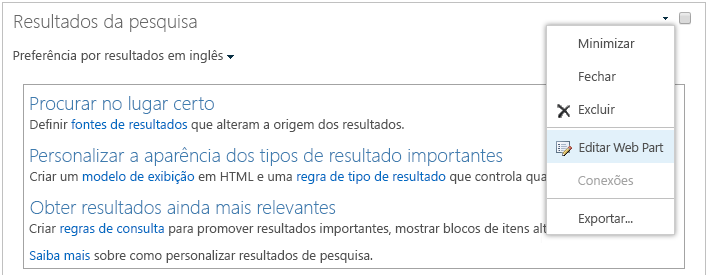 Resultados da pesquisa
Minimizar
Preferência por resultados em inglês
Fechar
Procurar no lugar certo
Excluir
Definir fontes de resultados que alteram a origem dos resultados.
Editar Web Part
Personalizar a aparência dos tipos de resultado importantes
Criar um modelo de exibição em HTML e uma regra de tipo de resultado que controla
Conexões
Obter resultados ainda mais relevantes
Exportar...
Criar regras de consulta para promover resultados importantes, mostrar blocos de itens
Saiba mais sobre como personalizar resultados de pesquisa.